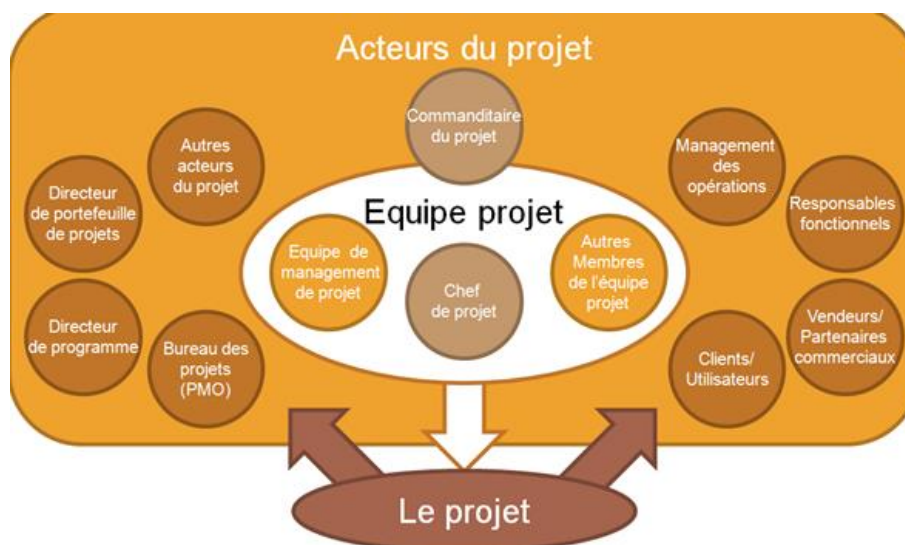 Acteurs du projet
Commanditaire
du projet
Autres
acteurs
du projet
Directeur
de portefeuille
de projets
Directeur
de programme
Bureau des
projets
(PMO)
Equipe projet
Equipe de
management
de projet
Chef
de projet
Autres
Membres
de l'équipe
projet
Management
des
opérations
Responsables
fonctionnels
Vendeurs/
Partenaires
commerciaux
Clients/
Utilisateurs
Le projet